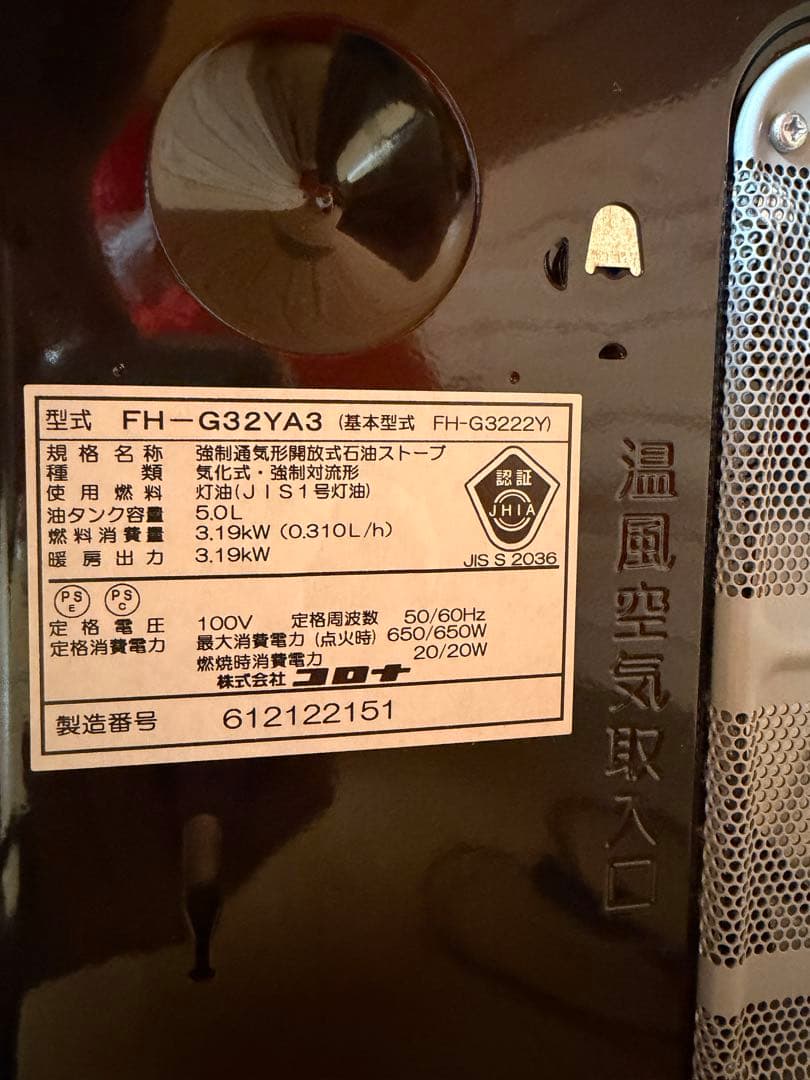 型式 FH-G32YA3 (基本型式 FH-G3222Y)
規格名称 強制通気形開放式石油ストーブ
種類 気化式・強制対流形
使用燃料 灯油(JIS1号灯油)
油タンク容量 5.0L
燃料消費量 3.19kW (0.310L/h)
暖房出力 3.19kW
認証
JHIA
JIS S 2036
PS E PS C
定格電圧 100V 定格周波数 50/60Hz
定格消費電力 最大消費電力(点火時) 650/650W
燃焼時消費電力 20/20W
株式会社 コロナ
製造番号 612122151
温風空気取入口